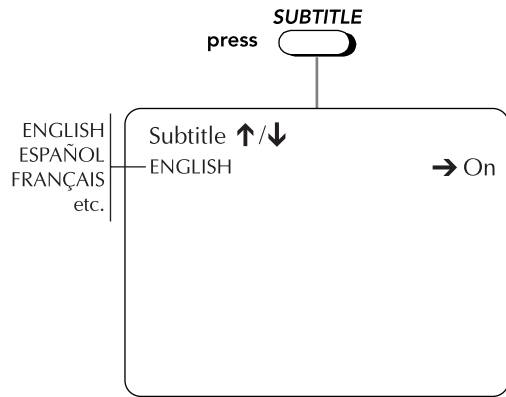 SUBTITLE
press
ENGLISH
ESPAÑOL
FRANÇAIS
etc.
Subtitle ↑/↓
ENGLISH → On